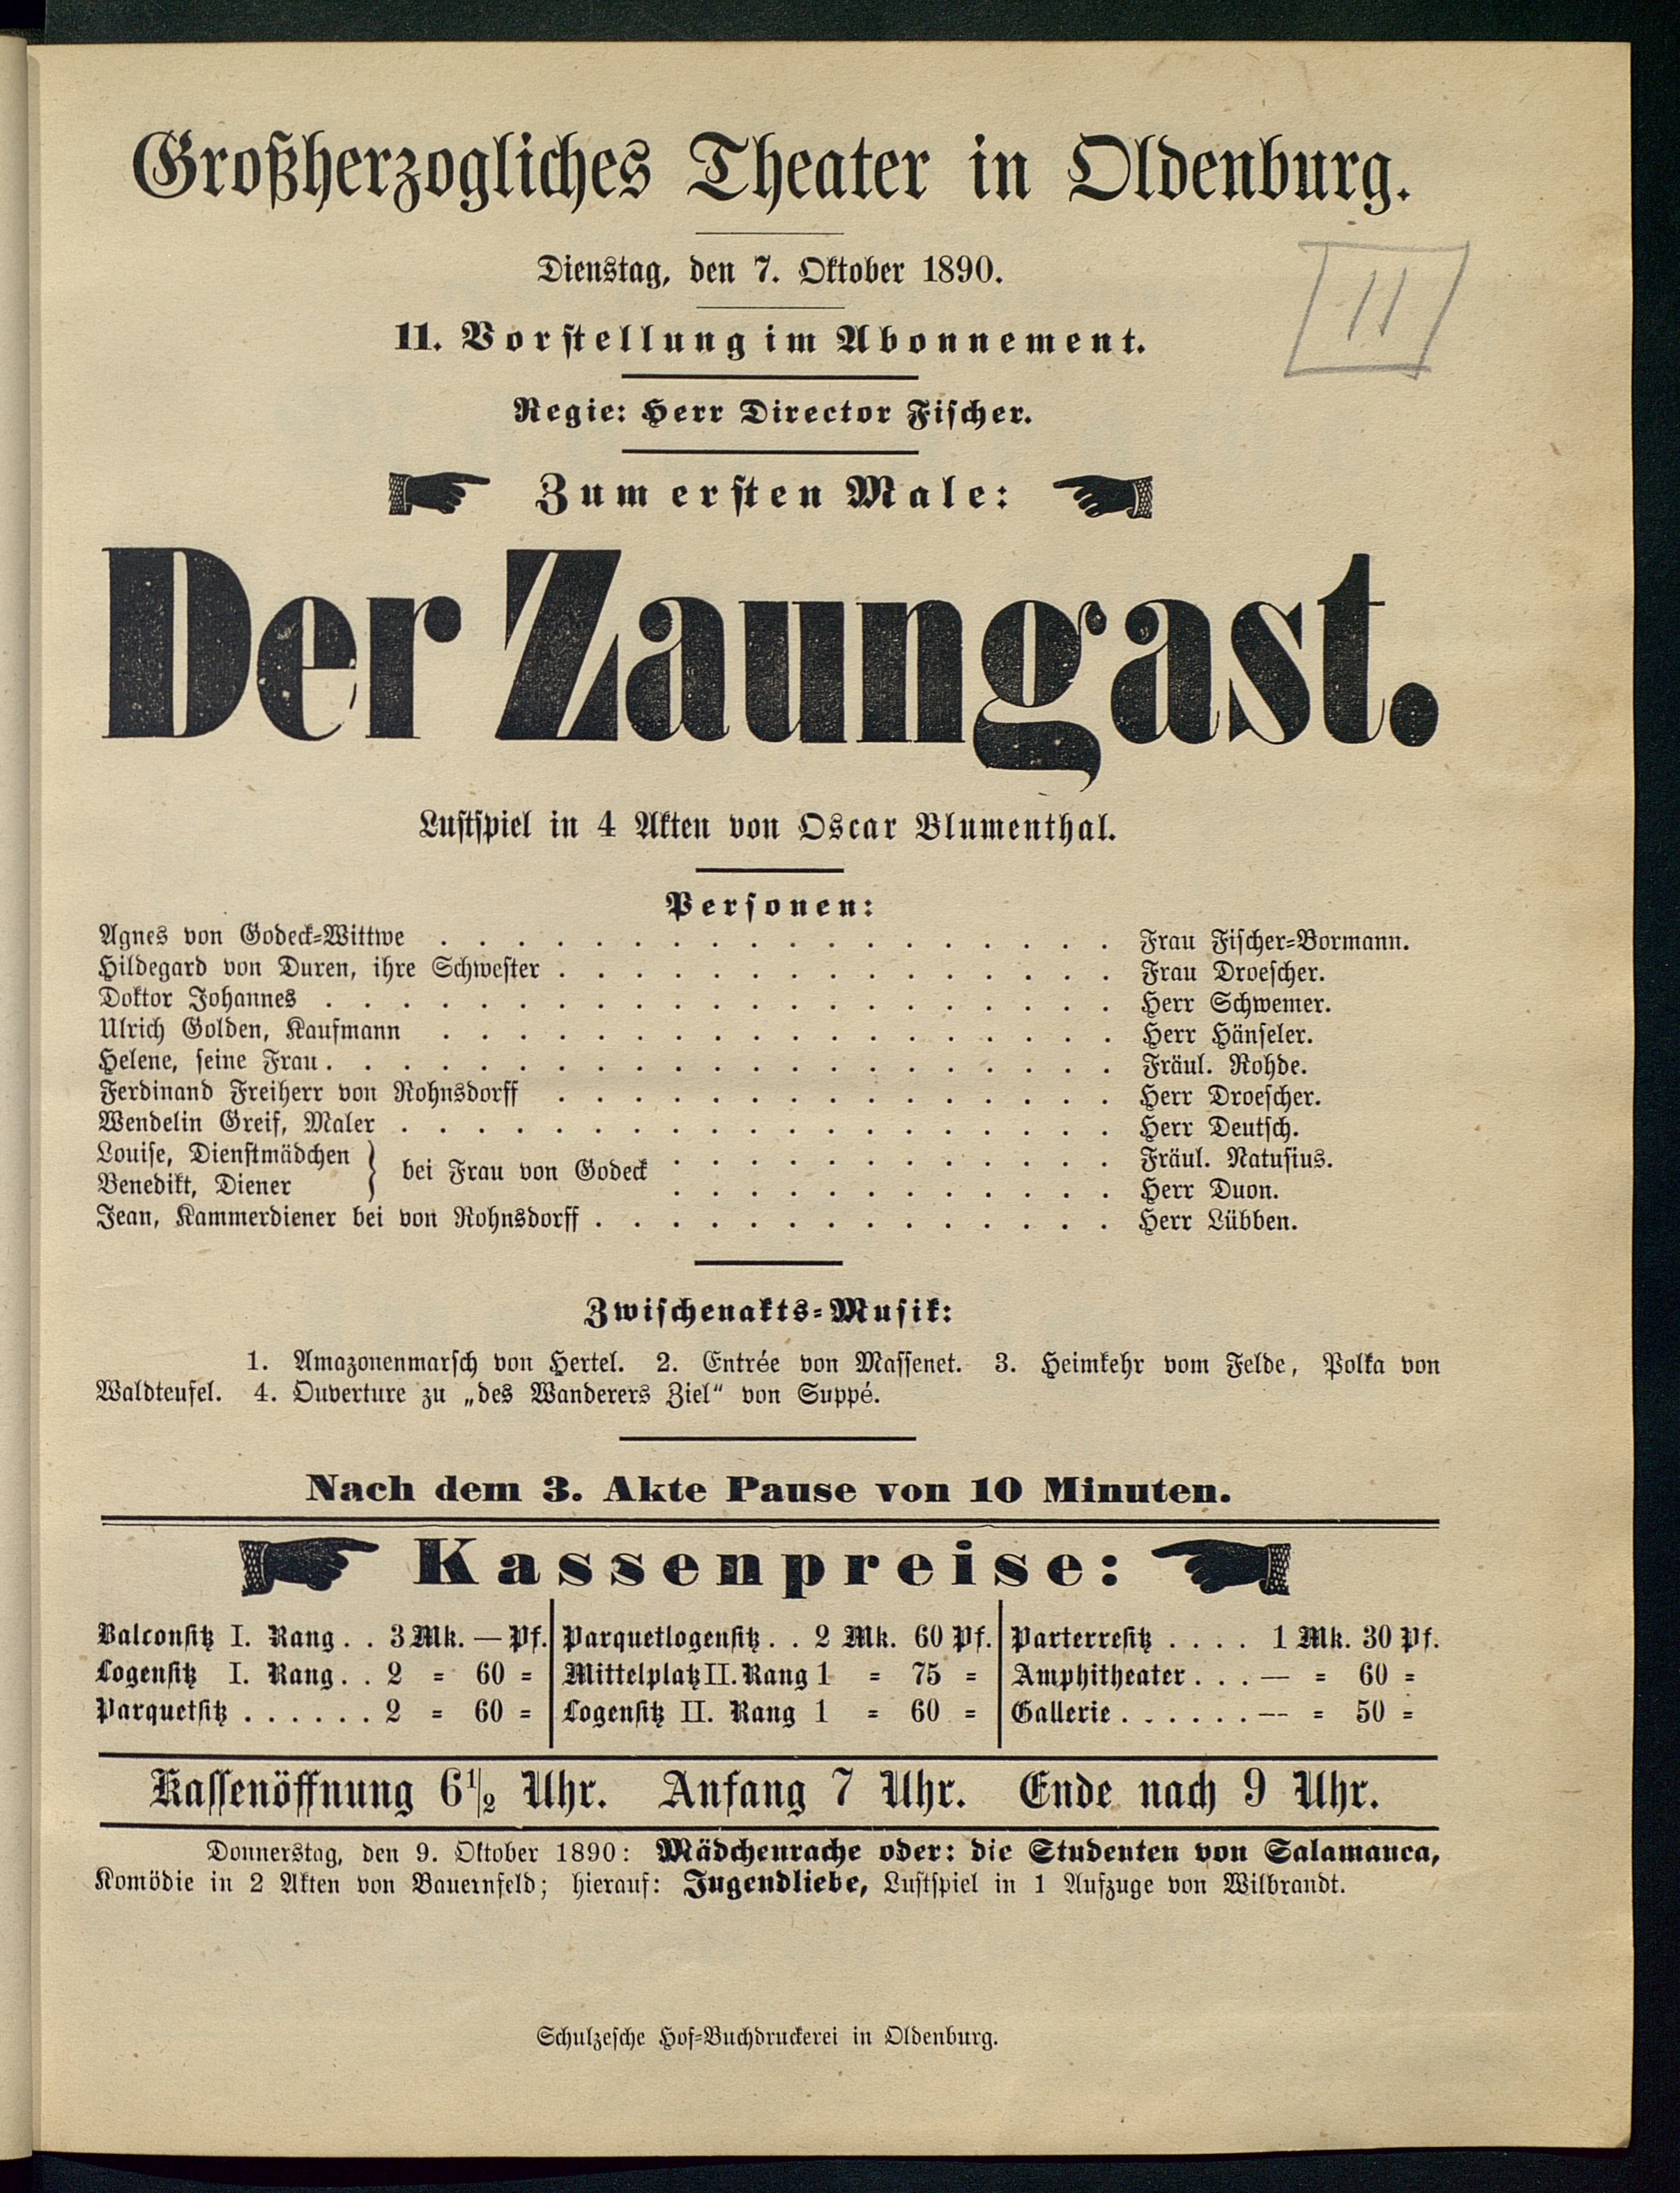 Großherzogliches Theater in Oldenburg.
Dienstag, den 7. Oktober 1890.
11
11. Vorstellung im Abonnement.
Regie: Herr Director Fischer.
Zum ersten Male:
Der Zaungast.
Lustspiel in 4 Akten von Oscar Blumenthal.
Personen:
Agnes von Godeck-Wittwe . . . . . . . . . . . . . . . . . . Frau Fischer-Bormann.
Hildegard von Duren, ihre Schwester . . . . . . . . . . . . . . . Frau Droescher.
Doktor Johannes . . . . . . . . . . . . . . . . . . . . . Herr Schwemer.
Ulrich Golden, Kaufmann . . . . . . . . . . . . . . . . . . Herr Hänseler.
Helene, seine Frau . . . . . . . . . . . . . . . . . . . . . Fräul. Rohde.
Ferdinand Freiherr von Rohnsdorff . . . . . . . . . . . . . . . Herr Droescher.
Wendelin Greif, Maler . . . . . . . . . . . . . . . . . . . Herr Deutsch.
Louise, Dienstmädchen } bei Frau von Godeck . . . . . . . . . . . . Fräul. Natusius.
Benedikt, Diener . . . . . . . . . . . . Herr Duon.
Jean, Kammerdiener bei von Rohnsdorff . . . . . . . . . . . . . . Herr Lübben.
Zwischenakts-Musik:
1. Amazonenmarsch von Hertel. 2. Entrée von Massenet. 3. Heimkehr vom Felde, Polka von
Waldteufel. 4. Ouverture zu „des Wanderers Ziel“ von Suppé.
Nach dem 3. Akte Pause von 10 Minuten.
Kassenpreise:
Balconsitz I. Rang . . 3 Mk. — Pf. Parquetlogensitz . . 2 Mk. 60 Pf. Parterresitz . . . . 1 Mk. 30 Pf.
Logensitz I. Rang . . 2 = 60 = Mittelplatz II. Rang 1 = 75 = Amphitheater . . . — = 60 =
Parquetsitz . . . . . . 2 = 60 = Logensitz II. Rang 1 = 60 = Gallerie . . . . . . — = 50 =
Kassenöffnung 6 1/2 Uhr. Anfang 7 Uhr. Ende nach 9 Uhr.
Donnerstag, den 9. Oktober 1890: Mädchenrache oder: die Studenten von Salamanca,
Komödie in 2 Akten von Bauernfeld; hierauf: Jugendliebe, Lustspiel in 1 Aufzuge von Wilbrandt.
Schulzesche Hof-Buchdruckerei in Oldenburg.